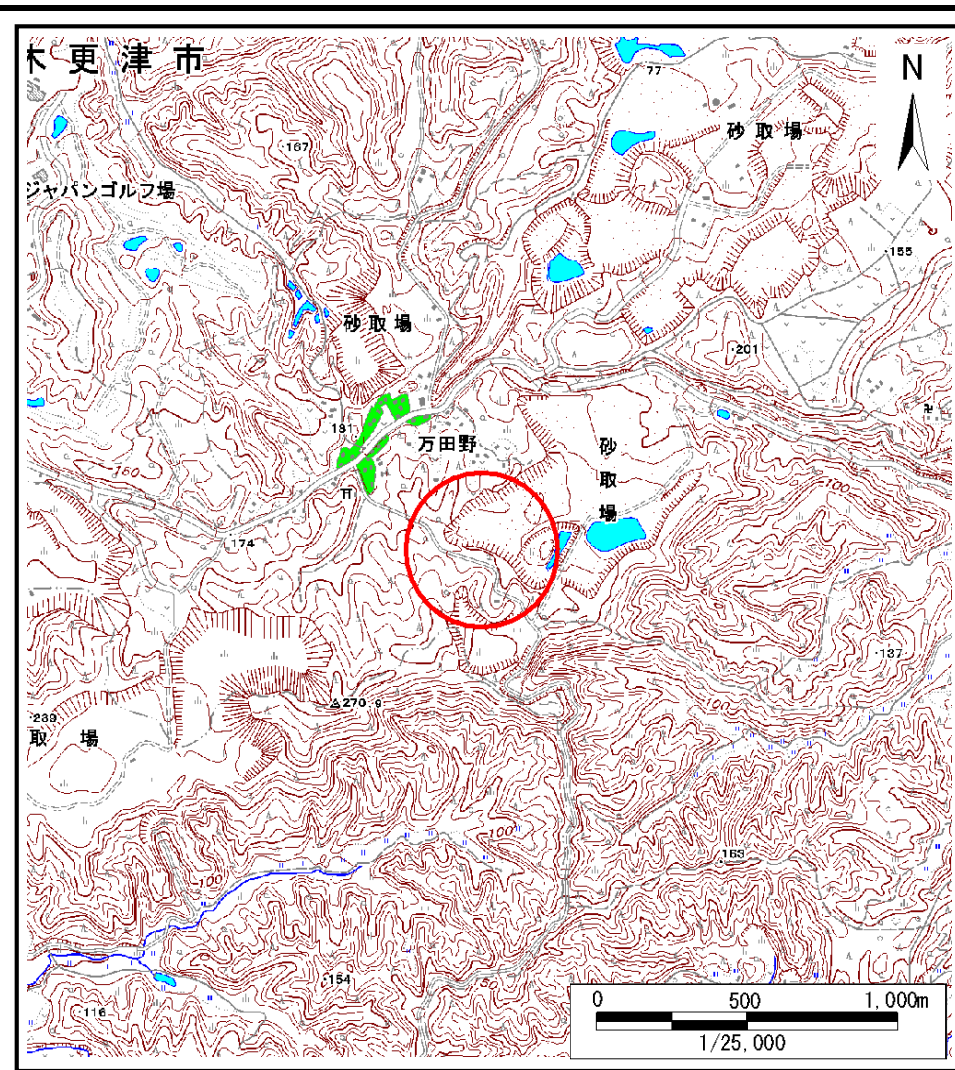 木更津市
N
77
砂取場
・167
ジャパンゴルフ場
・155
砂取場
・201
181
万田野
砂取場
160
100
174
・137
△270.6
・239
取場
100
100
・163
・154
116
0 500 1,000m
1/25,000